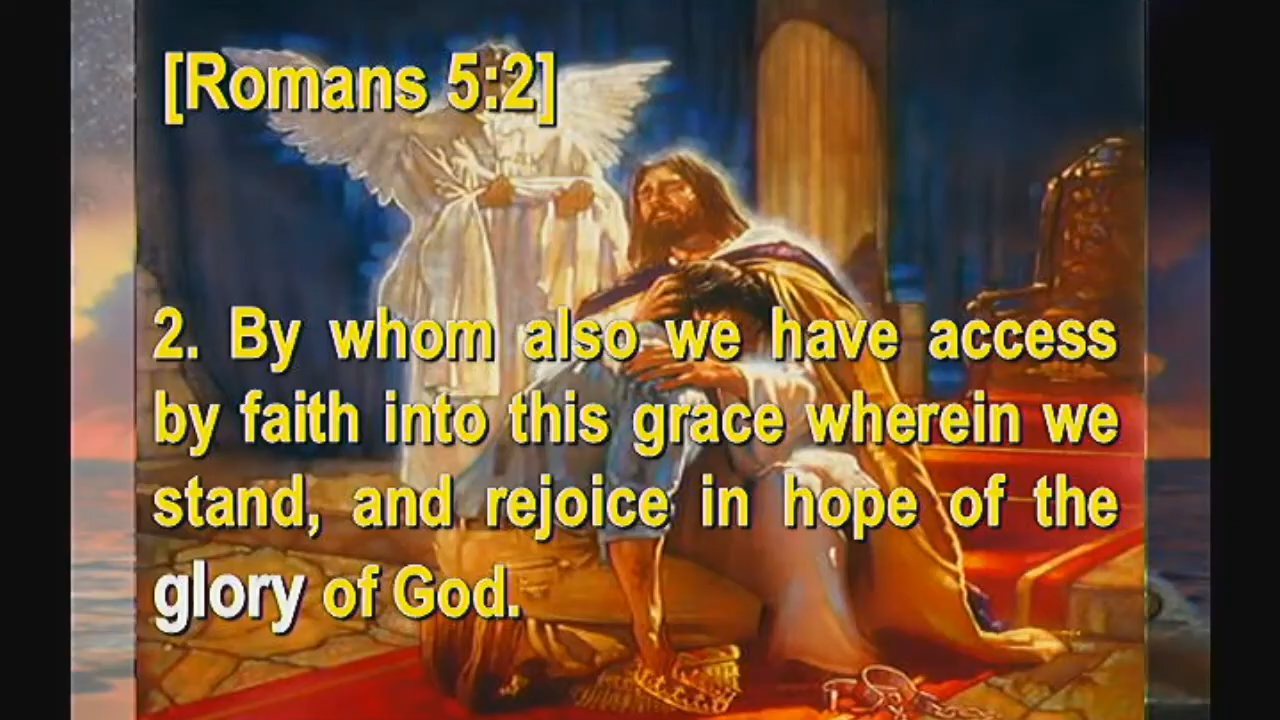 [Romans 5:2]
2. By whom also we have access
by faith into this grace wherein we
stand, and rejoice in hope of the
glory of God.